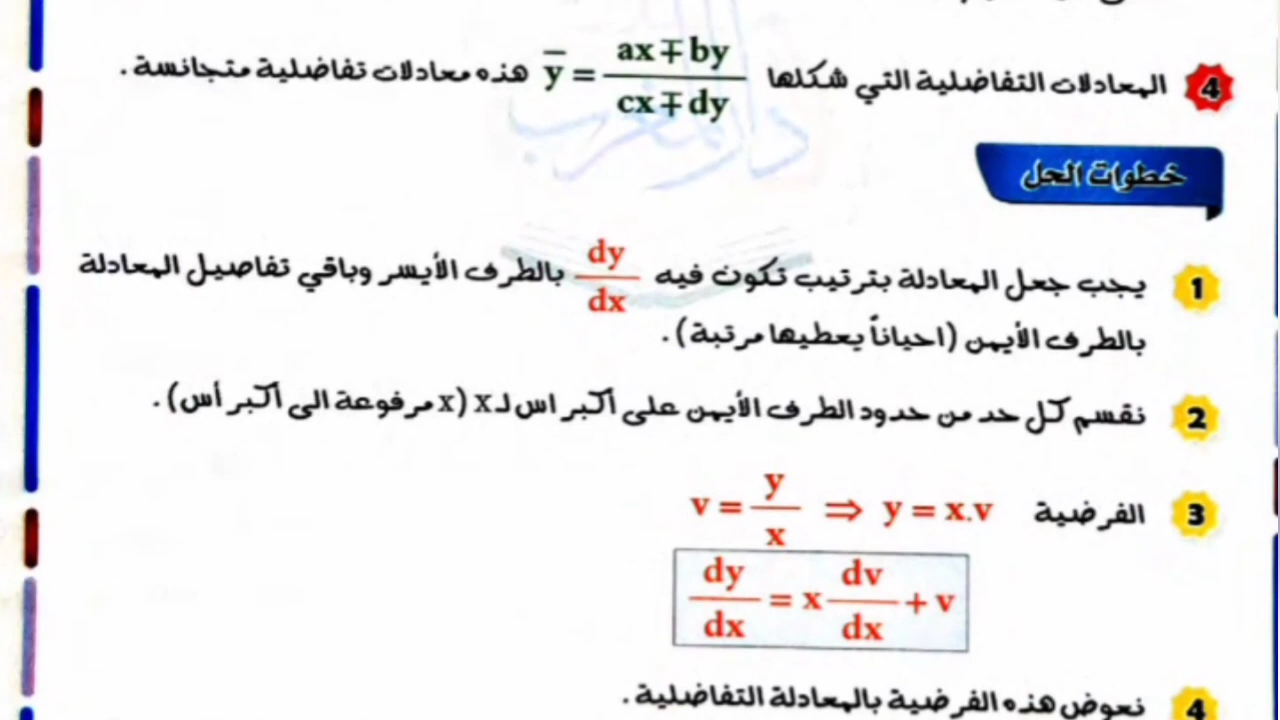 4 المعادلات التفاضلية التي شكلها y̅ = (ax ∓ by)/(cx ∓ dy) هذه معادلات تفاضلية متجانسة.
خطوات الحل
1 يجب جعل المعادلة بترتيب تكون فيه dy/dx بالطرف الأيسر وباقي تفاصيل المعادلة
بالطرف الأيمن (احياناً يعطيها مرتبة).
2 نقسم كل حد من حدود الطرف الأيمن على أكبر اس لـ x (x مرفوعة الى أكبر أس).
3 الفرضية v = y/x ⇒ y = x.v
dy/dx = x dv/dx + v
4 نعوض هذه الفرضية بالمعادلة التفاضلية.